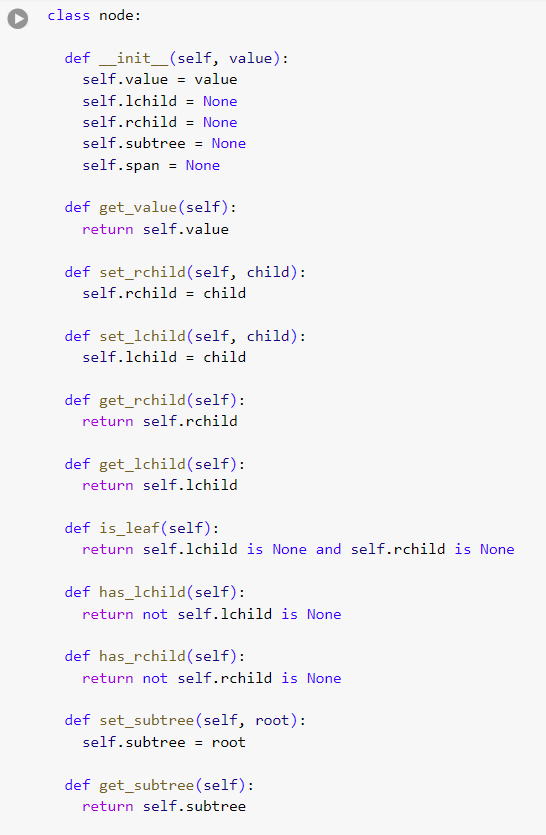 class node:
def __init__(self, value):
self.value = value
self.lchild = None
self.rchild = None
self.subtree = None
self.span = None
def get_value(self):
return self.value
def set_rchild(self, child):
self.rchild = child
def set_lchild(self, child):
self.lchild = child
def get_rchild(self):
return self.rchild
def get_lchild(self):
return self.lchild
def is_leaf(self):
return self.lchild is None and self.rchild is None
def has_lchild(self):
return not self.lchild is None
def has_rchild(self):
return not self.rchild is None
def set_subtree(self, root):
self.subtree = root
def get_subtree(self):
return self.subtree